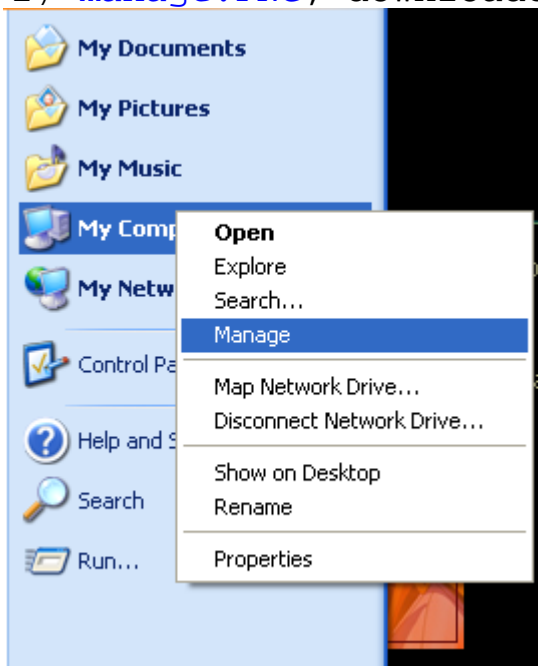 My Documents
My Pictures
My Music
My Comp
My Netw
Control Pa
Help and S
Search
Run...
Open
Explore
Search...
Manage
Map Network Drive...
Disconnect Network Drive...
Show on Desktop
Rename
Properties